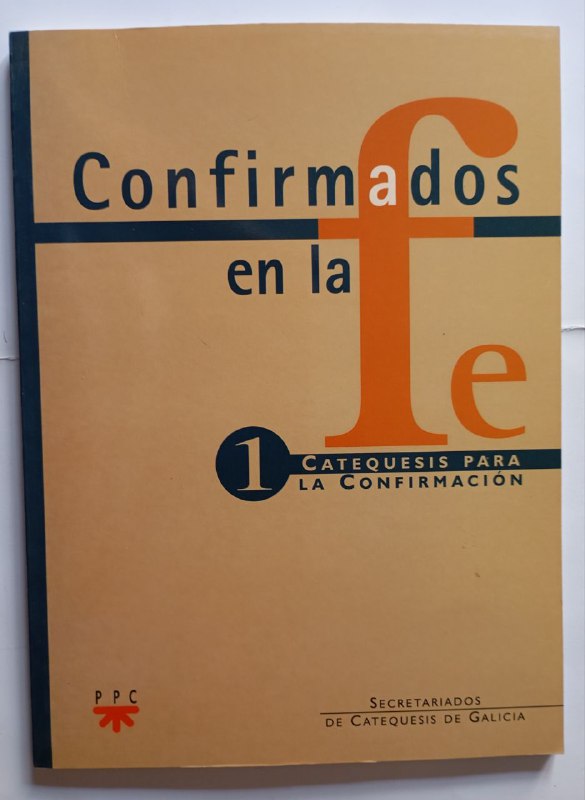 Confirmados
en la
fe
1
CATEQUESIS PARA
LA CONFIRMACIÓN
PPC
SECRETARIADOS
DE CATEQUESIS DE GALICIA